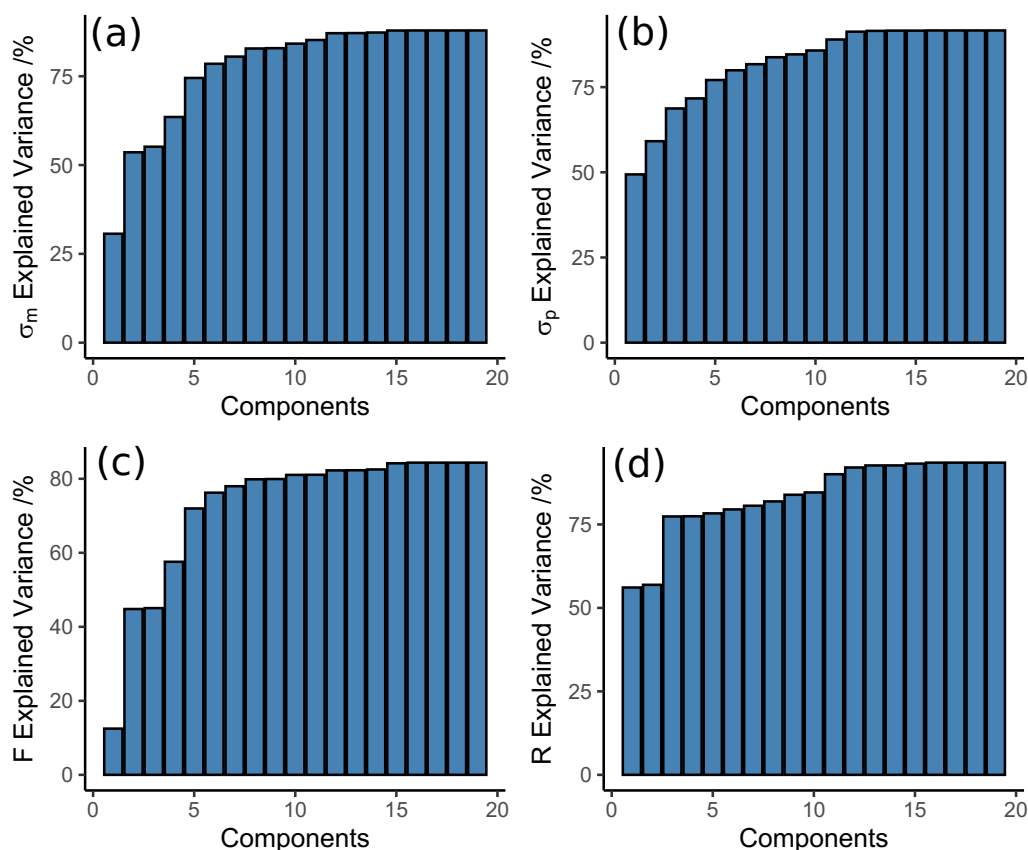 (a)
σm Explained Variance /%
75
50
25
0
0 5 10 15 20
Components
(b)
σp Explained Variance /%
75
50
25
0
0 5 10 15 20
Components
(c)
F Explained Variance /%
80
60
40
20
0
0 5 10 15 20
Components
(d)
R Explained Variance /%
75
50
25
0
0 5 10 15 20
Components